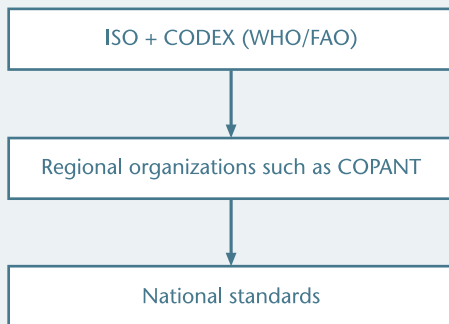 ISO + CODEX (WHO/FAO)
Regional organizations such as COPANT
National standards